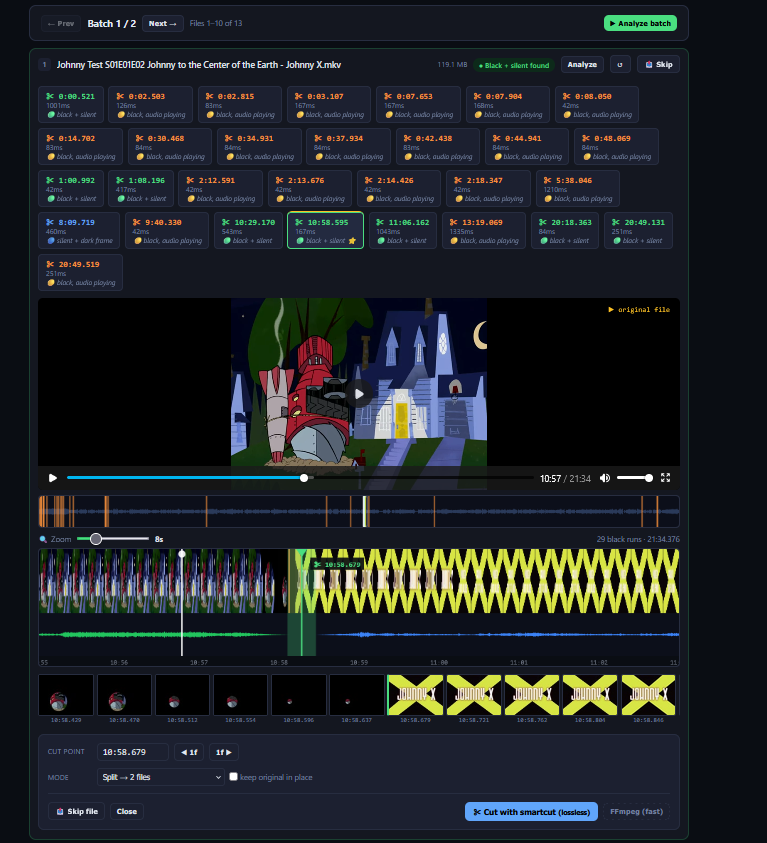 ← Prev Batch 1 / 2 Next → Files 1–10 of 13 ▶ Analyze batch
1 Johnny Test S01E01E02 Johnny to the Center of the Earth - Johnny X.mkv 119.1 MB ● Black + silent found Analyze ↺ Skip
0:00.521 0:02.503 0:02.815 0:03.107 0:07.653 0:07.904 0:08.050
1001ms 126ms 83ms 167ms 167ms 168ms 42ms
black + silent black, audio playing black, audio playing black, audio playing black, audio playing black, audio playing black, audio playing
0:14.702 0:30.468 0:34.931 0:37.934 0:42.438 0:44.941 0:48.069
83ms 84ms 84ms 84ms 83ms 84ms 84ms
black, audio playing black, audio playing black, audio playing black, audio playing black, audio playing black, audio playing black, audio playing
1:00.992 1:08.196 2:12.591 2:13.676 2:14.426 2:18.347 5:38.046
42ms 417ms 42ms 42ms 42ms 42ms 1210ms
black + silent black + silent black, audio playing black, audio playing black, audio playing black, audio playing black, audio playing
8:09.719 9:40.330 10:29.170 10:58.595 11:06.162 13:19.069 20:18.363 20:49.131
460ms 42ms 543ms 167ms 1043ms 1335ms 84ms 251ms
silent + dark frame black, audio playing black + silent black + silent black + silent black, audio playing black + silent black + silent
20:49.519
251ms
black, audio playing
▶ original file
10:57 / 21:34
Zoom 8s 29 black runs · 21:34.376
10:58.679
10:56 10:57 10:58 10:59 11:00 11:01 11:02
JOHNNY X JOHNNY X JOHNNY X JOHNNY X JOHNNY X
10:58.429 10:58.470 10:58.512 10:58.554 10:58.596 10:58.637 10:58.679 10:58.721 10:58.762 10:58.804 10:58.846
CUT POINT 10:58.679 ◀ 1f 1f ▶
MODE Split → 2 files keep original in place
Skip file Close Cut with smartcut (lossless) FFmpeg (fast)